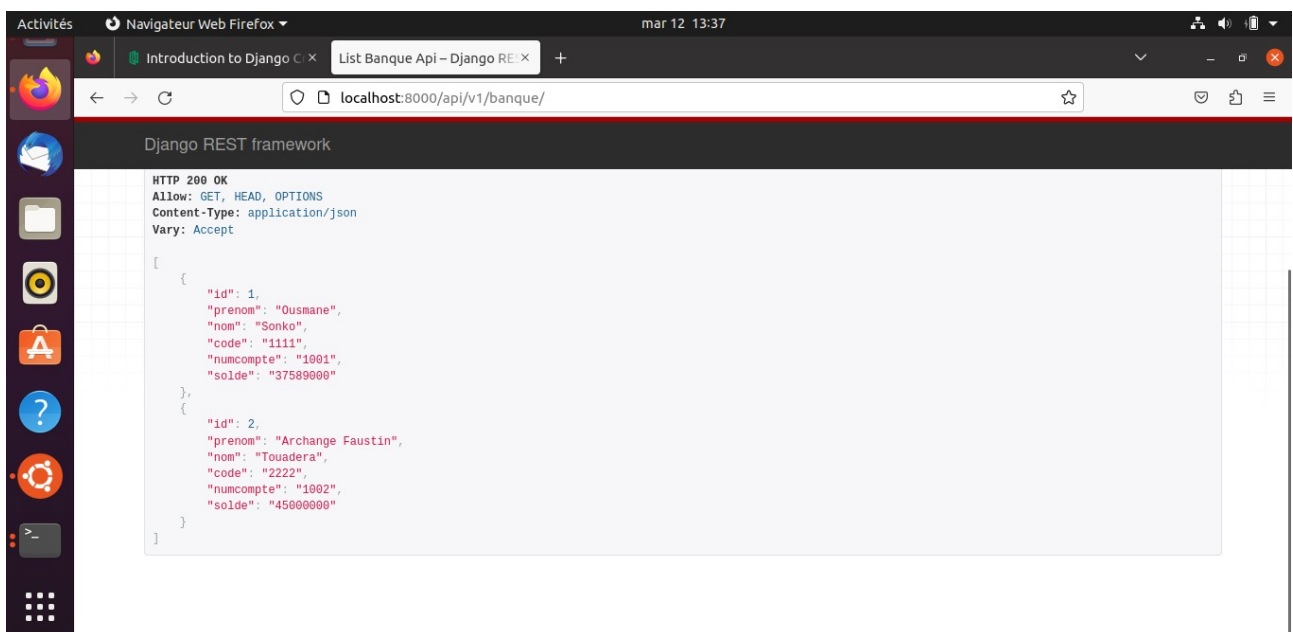 Activités
Navigateur Web Firefox
mar 12 13:37
Introduction to Django C
List Banque Api – Django RES
localhost:8000/api/v1/banque/
Django REST framework
HTTP 200 OK
Allow: GET, HEAD, OPTIONS
Content-Type: application/json
Vary: Accept
[
{
"id": 1,
"prenom": "Ousmane",
"nom": "Sonko",
"code": "1111",
"numcompte": "1001",
"solde": "37589000"
},
{
"id": 2,
"prenom": "Archange Faustin",
"nom": "Touadera",
"code": "2222",
"numcompte": "1002",
"solde": "45000000"
}
]